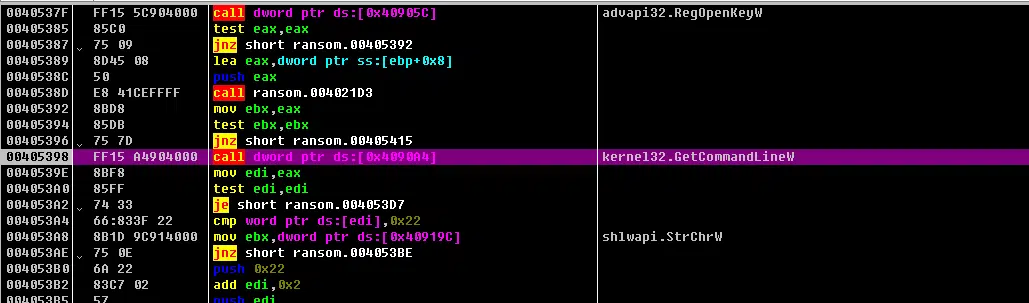 0040537F FF15 5C904000 call dword ptr ds:[0x40905C] advapi32.RegOpenKeyW
00405385 85C0 test eax,eax
00405387 75 09 jnz short ransom.00405392
00405389 8D45 08 lea eax,dword ptr ss:[ebp+0x8]
0040538C 50 push eax
0040538D E8 41CEFFFF call ransom.004021D3
00405392 8BD8 mov ebx,eax
00405394 85DB test ebx,ebx
00405396 75 7D jnz short ransom.00405415
00405398 FF15 A4904000 call dword ptr ds:[0x4090A4] kernel32.GetCommandLineW
0040539E 8BF8 mov edi,eax
004053A0 85FF test edi,edi
004053A2 74 33 je short ransom.004053D7
004053A4 66:833F 22 cmp word ptr ds:[edi],0x22
004053A8 8B1D 9C914000 mov ebx,dword ptr ds:[0x40919C] shlwapi.StrChrW
004053AE 75 0E jnz short ransom.004053BE
004053B0 6A 22 push 0x22
004053B2 83C7 02 add edi,0x2
004053B5 57 push edi